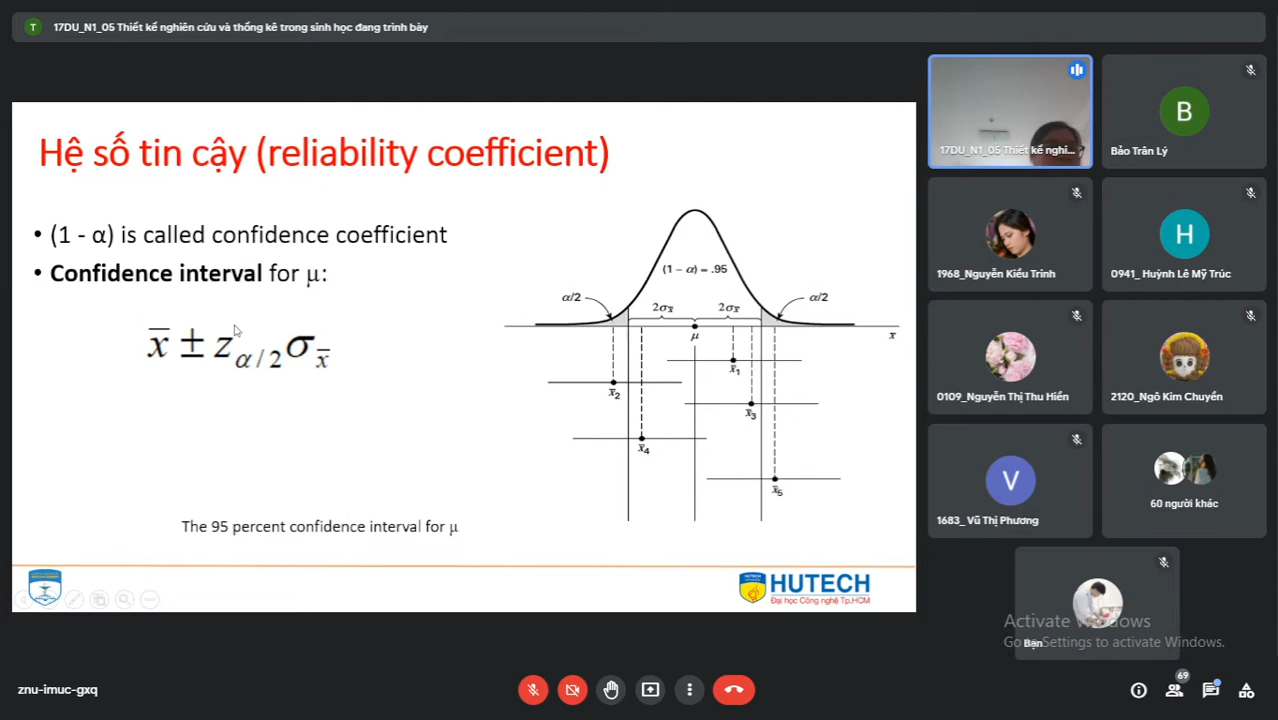 T 17DU_N1_05 Thiết kế nghiên cứu và thống kê trong sinh học đang trình bày
Hệ số tin cậy (reliability coefficient)
• (1 - α) is called confidence coefficient
• Confidence interval for μ:
x̅ ± z α / 2 σ x̅
(1 − α) = .95
α/2
α/2
2σx̅
2σx̅
μ
x̅
x̅1
x̅2
x̅3
x̅4
x̅5
The 95 percent confidence interval for μ
HUTECH
Đại học Công nghệ Tp.HCM
17DU_N1_05 Thiết kế nghi...
B
Bảo Trân Lý
1968_Nguyễn Kiều Trinh
H
0941_ Huỳnh Lê Mỹ Trúc
0109_Nguyễn Thị Thu Hiền
2120_Ngô Kim Chuyển
V
1683_ Vũ Thị Phương
60 người khác
Bạn
Activate Windows
Go to Settings to activate Windows.
znu-imuc-gxq
69